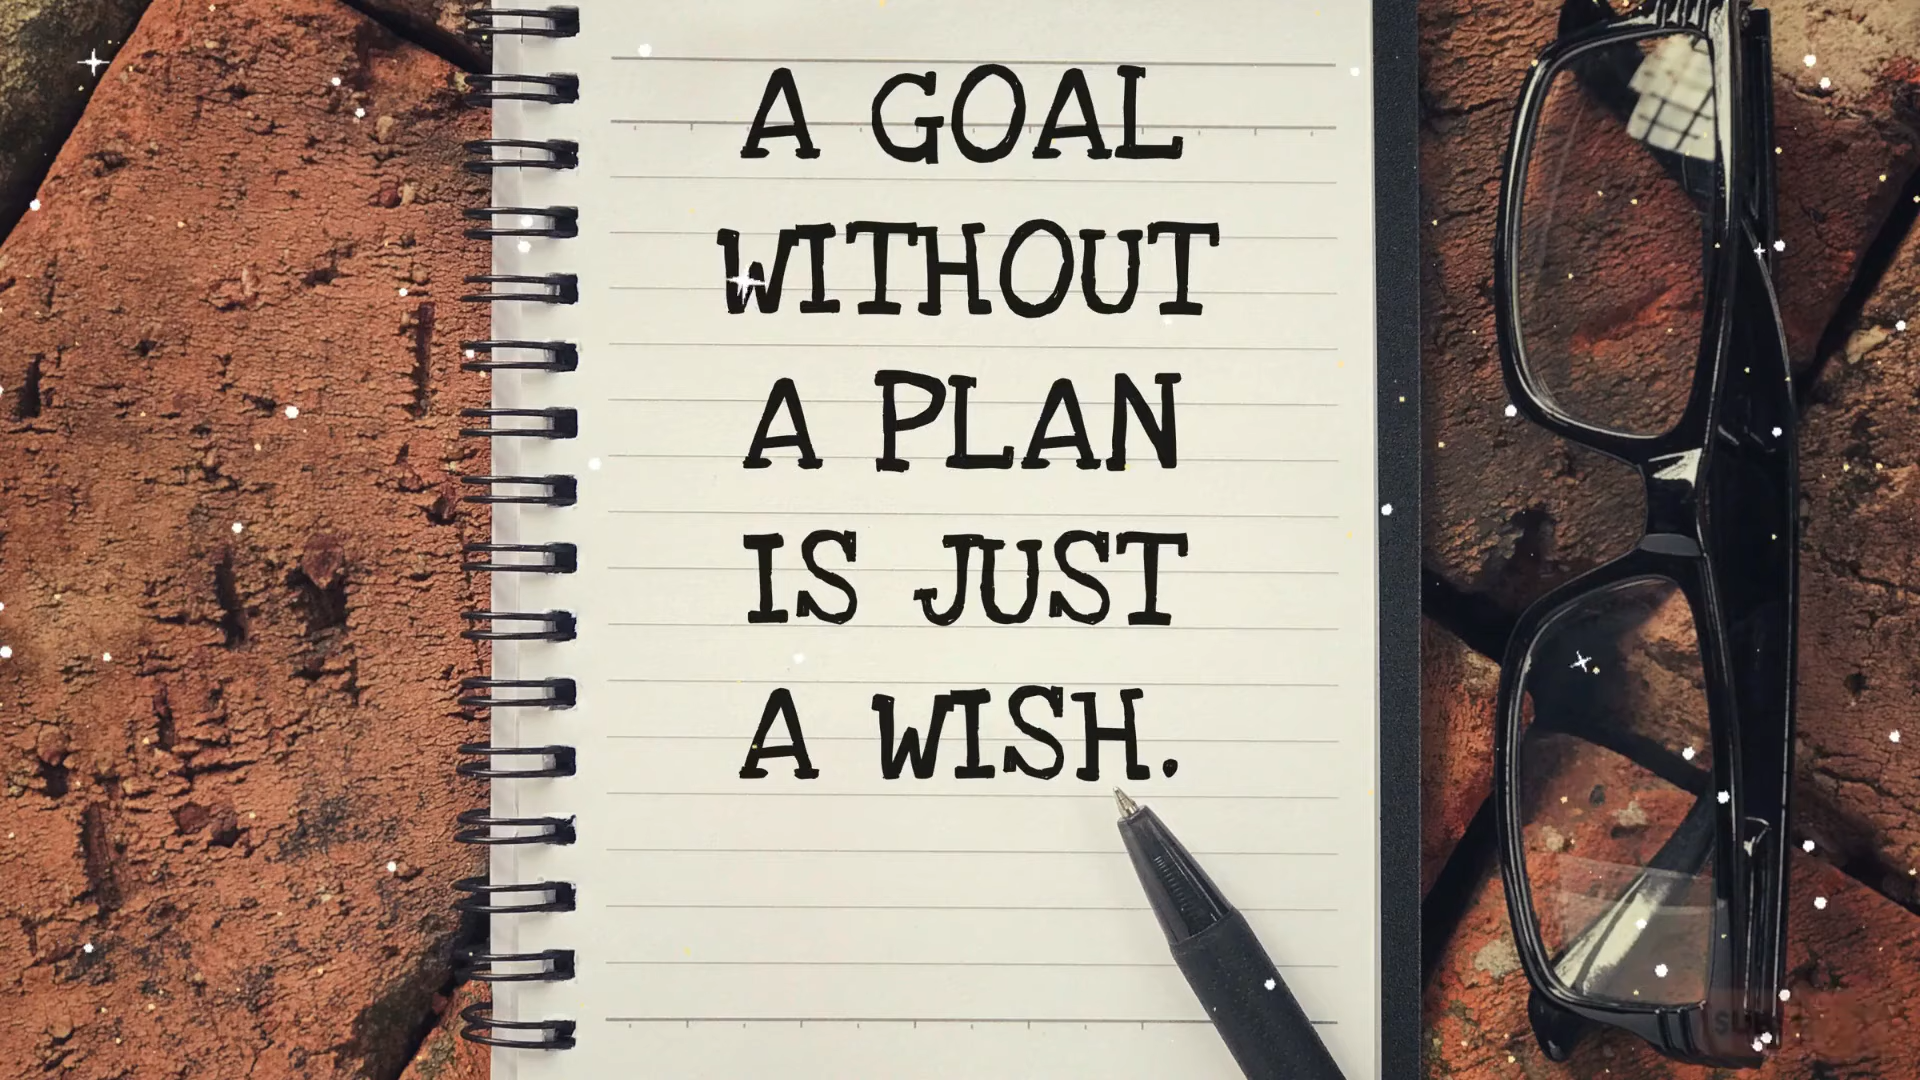 A GOAL
WITHOUT
A PLAN
IS JUST
A WISH.